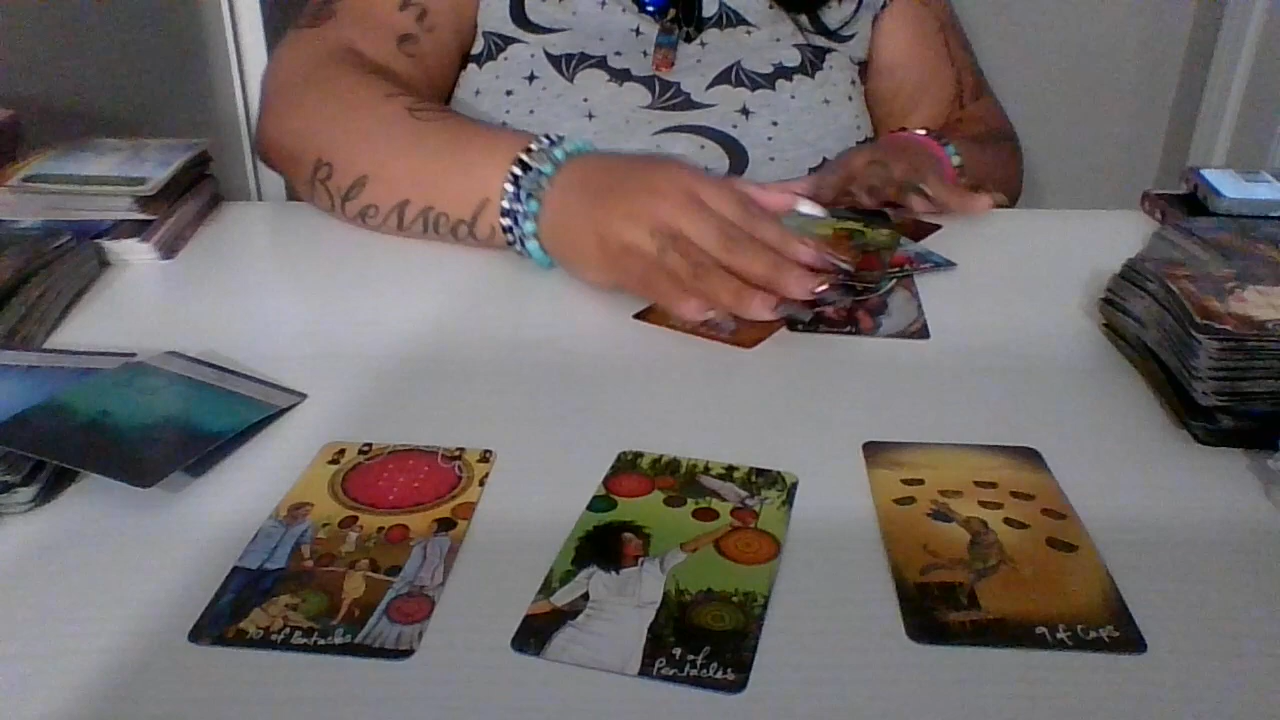 Blessed
10 of Pentacles
9 of
Pentacles
9 of Cups